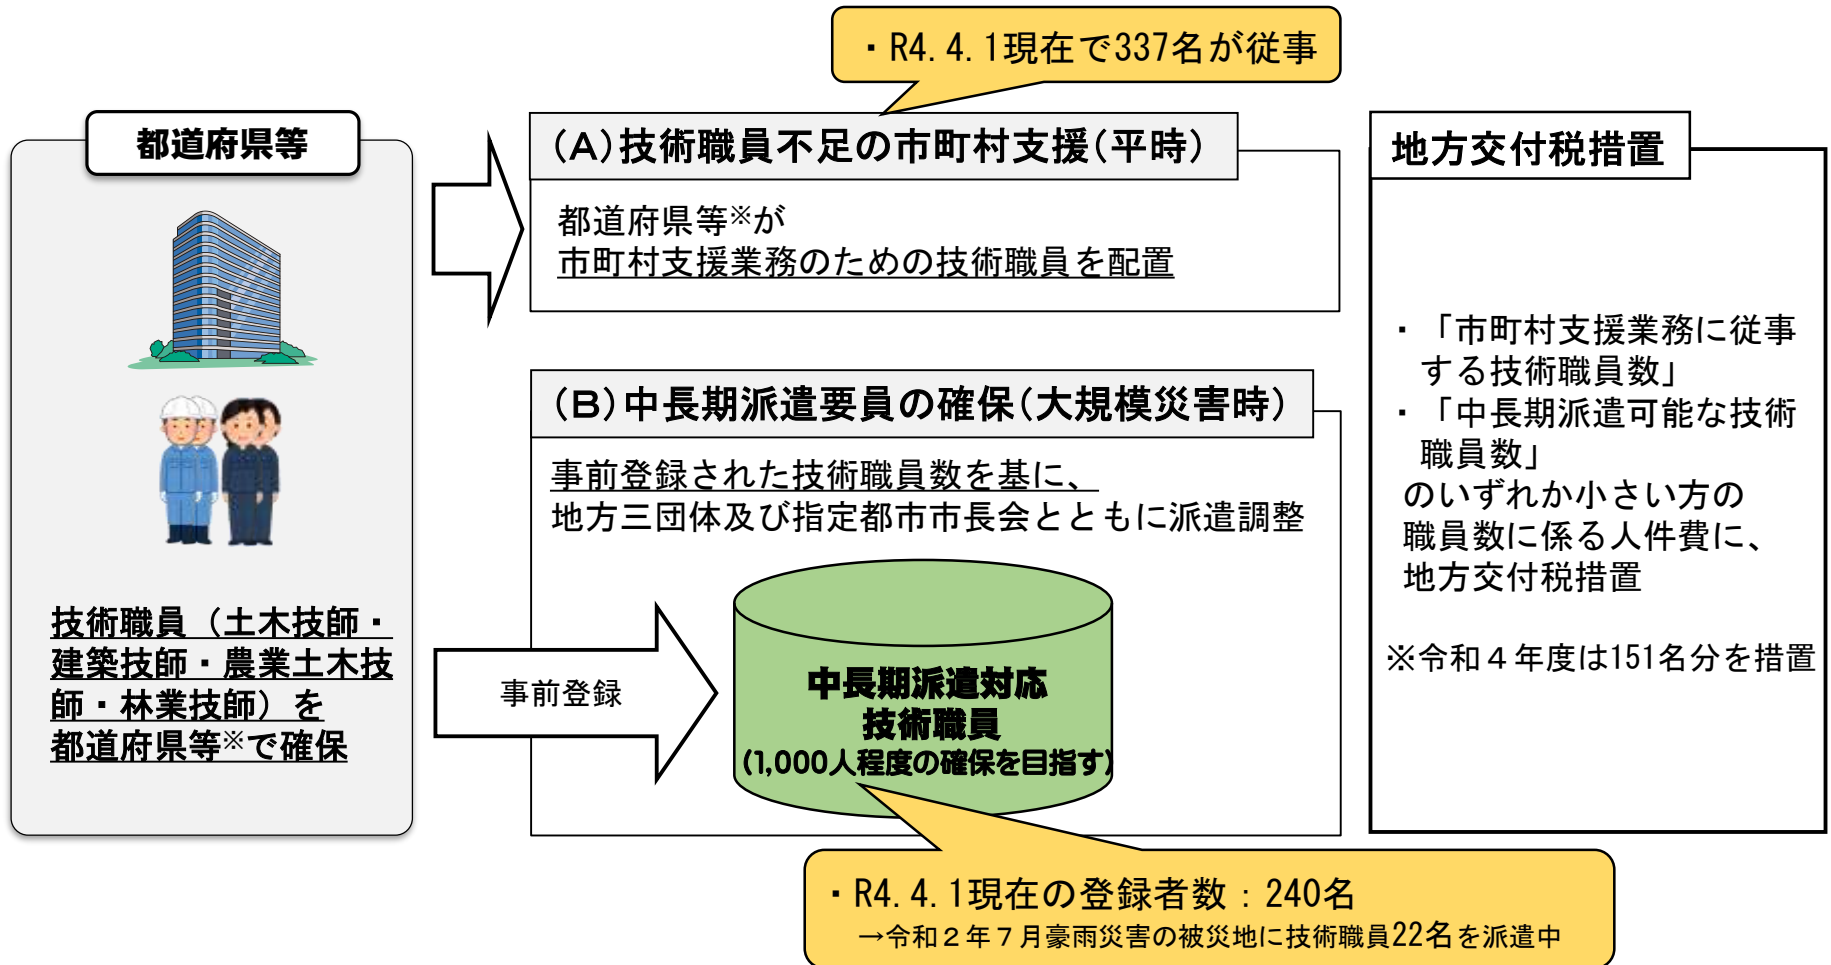 ・R4.4.1現在で337名が従事
都道府県等
技術職員（土木技師・
建築技師・農業土木技
師・林業技師）を
都道府県等※で確保
(A)技術職員不足の市町村支援(平時)
都道府県等※が
市町村支援業務のための技術職員を配置
(B)中長期派遣要員の確保(大規模災害時)
事前登録された技術職員数を基に、
地方三団体及び指定都市市長会とともに派遣調整
事前登録
中長期派遣対応
技術職員
(1,000人程度の確保を目指す)
・R4.4.1現在の登録者数：240名
→令和２年７月豪雨災害の被災地に技術職員22名を派遣中
地方交付税措置
・「市町村支援業務に従事
する技術職員数」
・「中長期派遣可能な技術
職員数」
のいずれか小さい方の
職員数に係る人件費に、
地方交付税措置
※令和４年度は151名分を措置